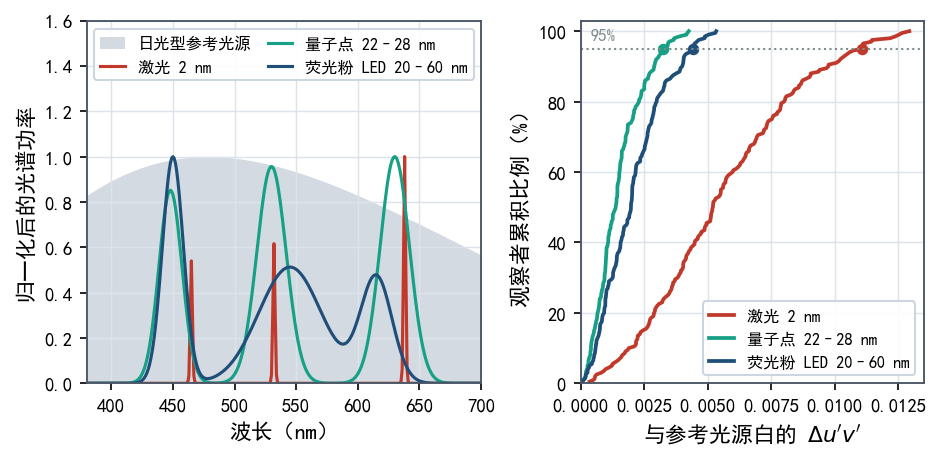 归一化后的光谱功率
1.6
1.4
1.2
1.0
0.8
0.6
0.4
0.2
0.0
日光型参考光源
激光 2 nm
量子点 22–28 nm
荧光粉 LED 20–60 nm
400 450 500 550 600 650 700
波长（nm）
观察者累积比例（%）
100
80
60
40
20
0
95%
激光 2 nm
量子点 22–28 nm
荧光粉 LED 20–60 nm
0.0000 0.0025 0.0050 0.0075 0.0100 0.0125
与参考光源白的 Δu′v′